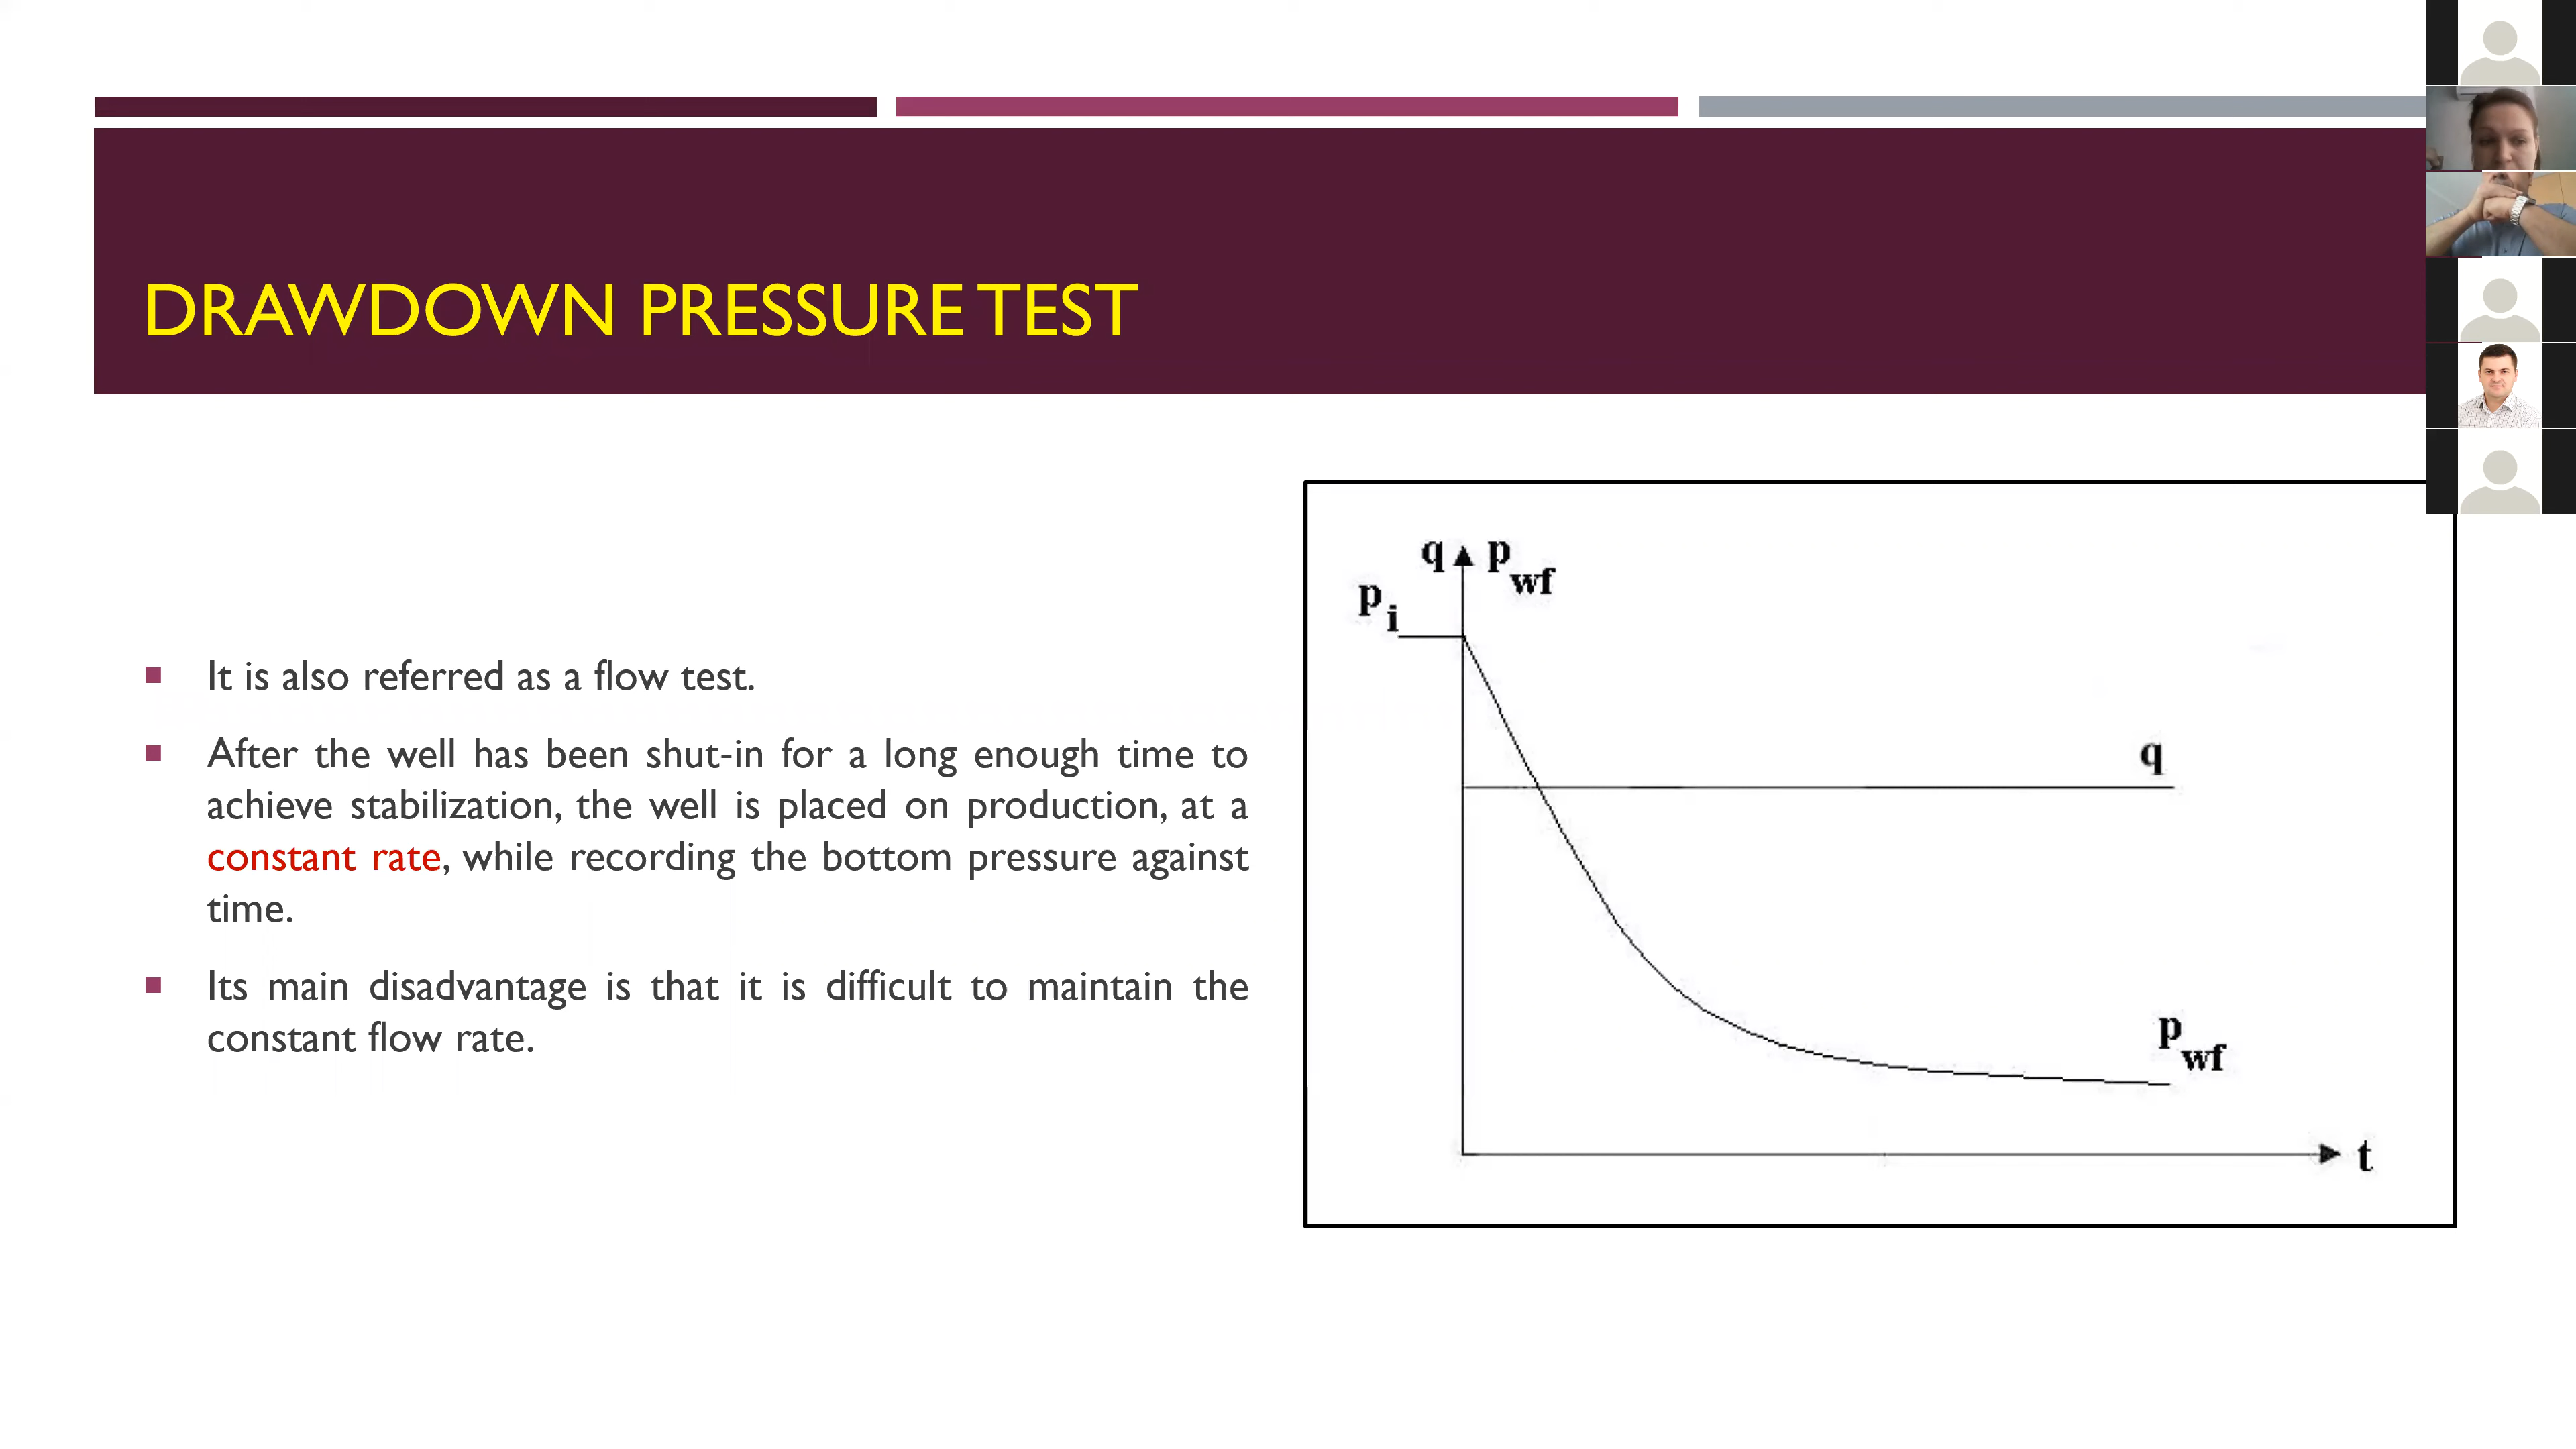 DRAWDOWN PRESSURE TEST
It is also referred as a flow test.
After the well has been shut-in for a long enough time to
achieve stabilization, the well is placed on production, at a
constant rate, while recording the bottom pressure against
time.
Its main disadvantage is that it is difficult to maintain the
constant flow rate.
q p wf
p i
q
p wf
t